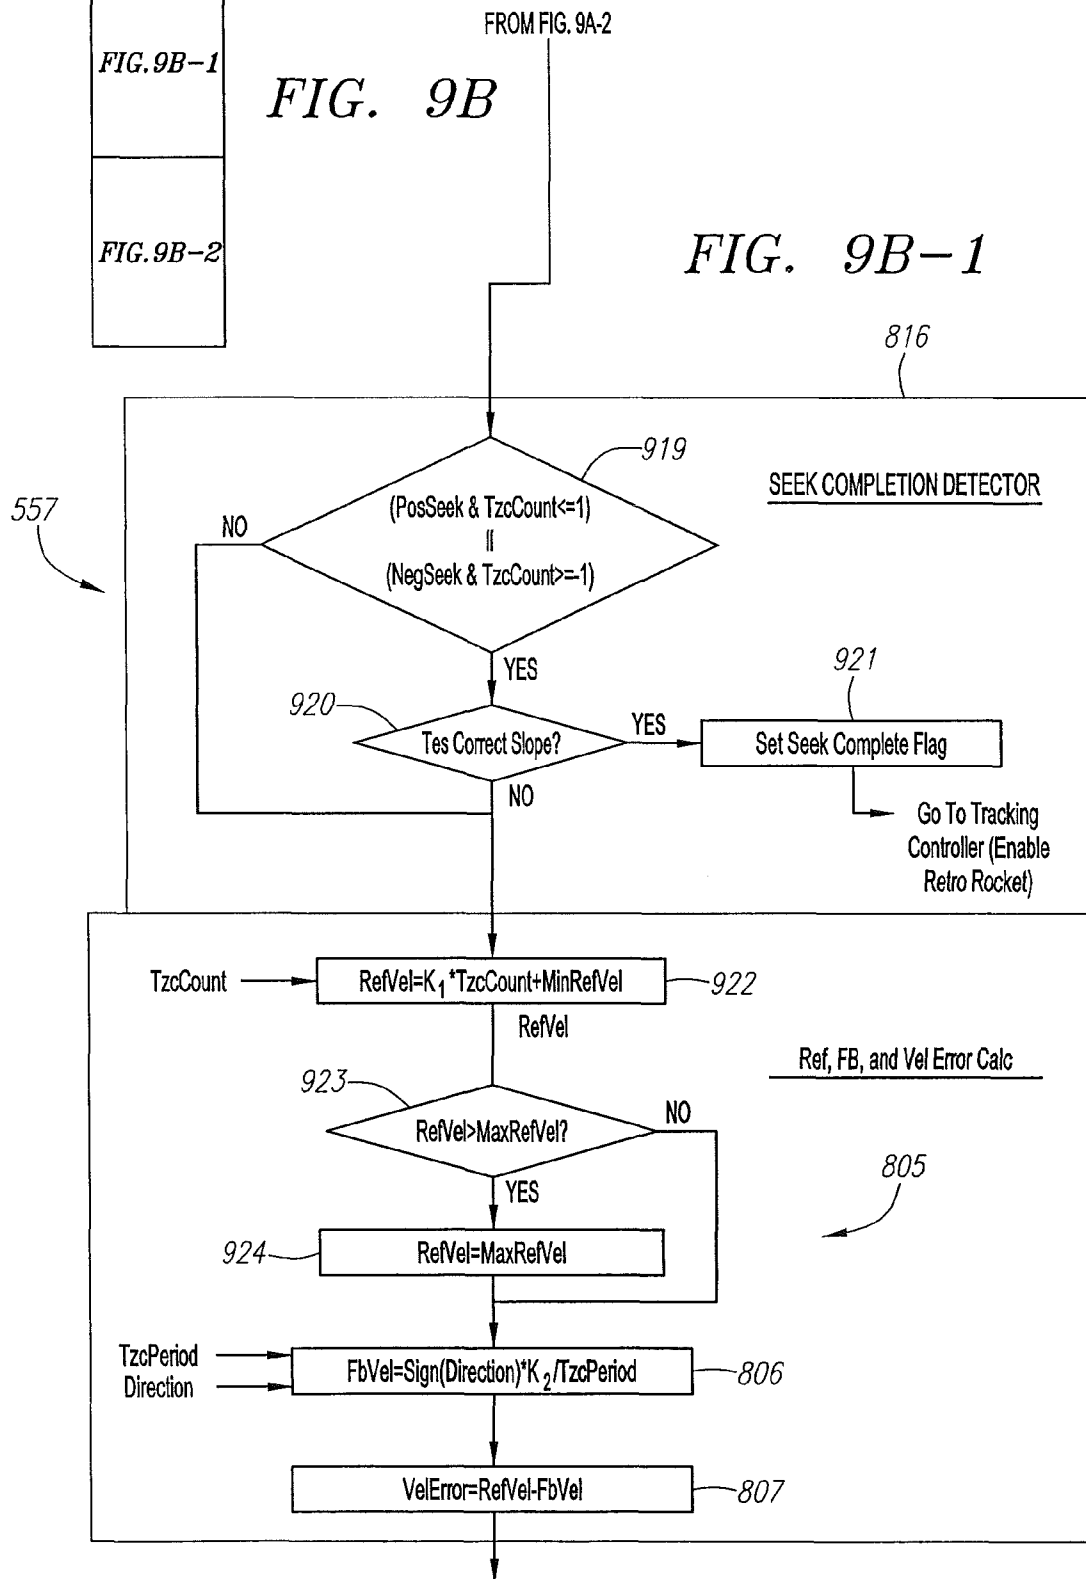 FROM FIG. 9A-2
FIG.9B-1
FIG. 9B
FIG.9B-2
FIG. 9B-1
816
919
(PosSeek & TzcCount<=1)
||
(NegSeek & TzcCount>=-1)
SEEK COMPLETION DETECTOR
557
NO
YES
920
Tes Correct Slope?
YES
921
Set Seek Complete Flag
NO
Go To Tracking
Controller (Enable
Retro Rocket)
TzcCount
RefVel=K1*TzcCount+MinRefVel
922
RefVel
Ref, FB, and Vel Error Calc
923
RefVel>MaxRefVel?
NO
805
YES
924
RefVel=MaxRefVel
TzcPeriod
Direction
FbVel=Sign(Direction)*K2/TzcPeriod
806
VelError=RefVel-FbVel
807